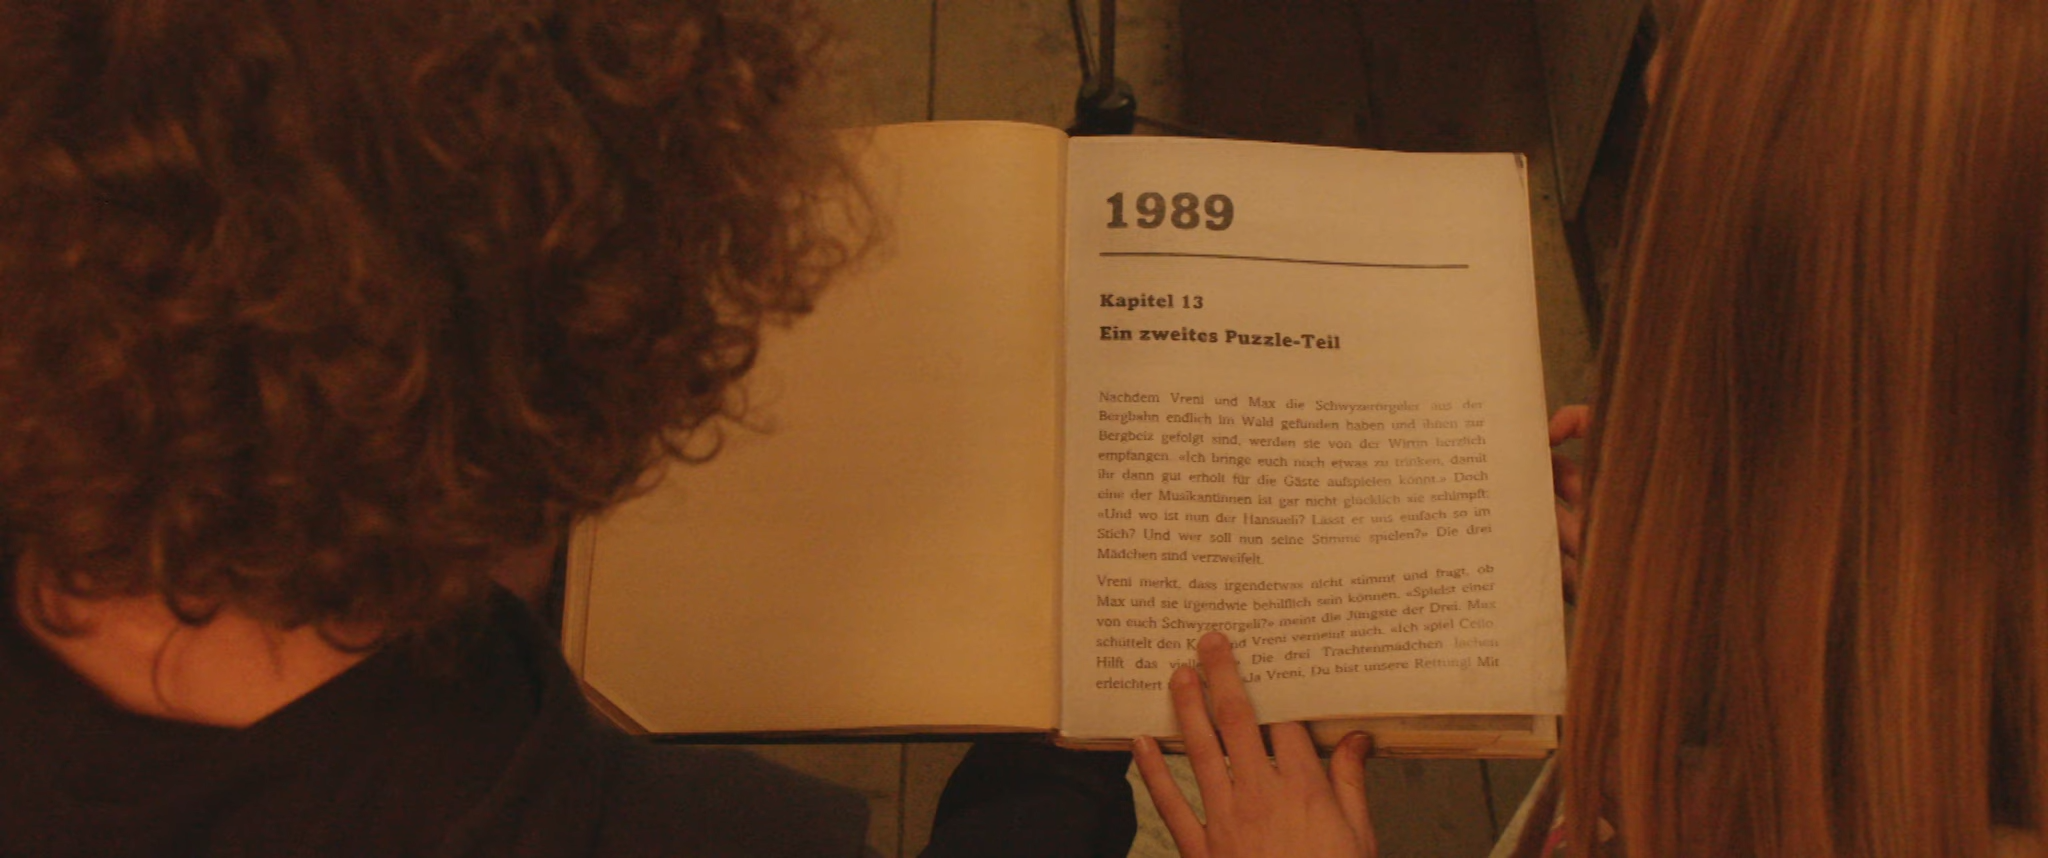 1989
Kapitel 13
Ein zweites Puzzle-Teil
Nachdem Vreni und Max die Schwyzerörgeler aus der
Bergbahn endlich im Wald gefunden haben und ihnen zur
Bergbeiz gefolgt sind, werden sie von der Wirtin herzlich
empfangen. «Ich bringe euch noch etwas zu trinken, damit
ihr dann gut erholt für die Gäste aufspielen könnt.» Doch
eine der Musikantinnen ist gar nicht glücklich sie schimpft:
«Und wo ist nun der Hansueli? Lässt er uns einfach so im
Stich? Und wer soll nun seine Stimme spielen?» Die drei
Mädchen sind verzweifelt.
Vreni merkt, dass irgendetwas nicht stimmt und fragt, ob
Max und sie irgendwie behilflich sein können. «Spielst einer
von euch Schwyzerörgeli?» meint die Jüngste der Drei. Max
schüttelt den und Vreni verneint auch. «Ich spiel Cello.
Hilft das Die drei Trachtenmädchen lachen
erleichtert «Ja Vreni, Du bist unsere Rettung! Mit